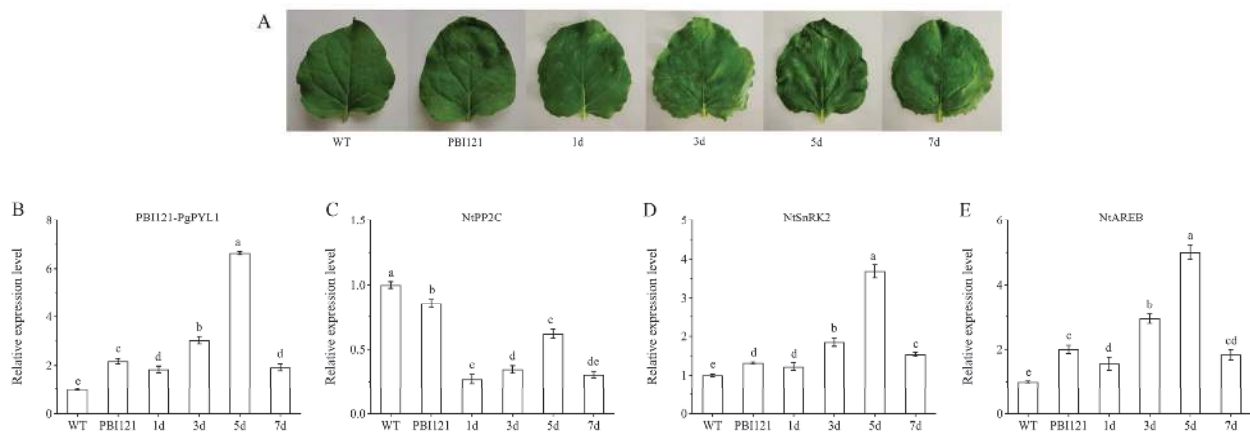 A
WT PBI121 1d 3d 5d 7d
B PBI121-PgPYL1
Relative expression level
8
6
4
2
0
e c d b a d
WT PBI121 1d 3d 5d 7d
C NtPP2C
Relative expression level
1.5
1.0
0.5
0.0
a b e d c de
WT PBI121 1d 3d 5d 7d
D NtSnRK2
Relative expression level
5
4
3
2
1
0
e d d b a c
WT PBI121 1d 3d 5d 7d
E NtAREB
Relative expression level
6
4
2
0
e c d b a cd
WT PBI121 1d 3d 5d 7d